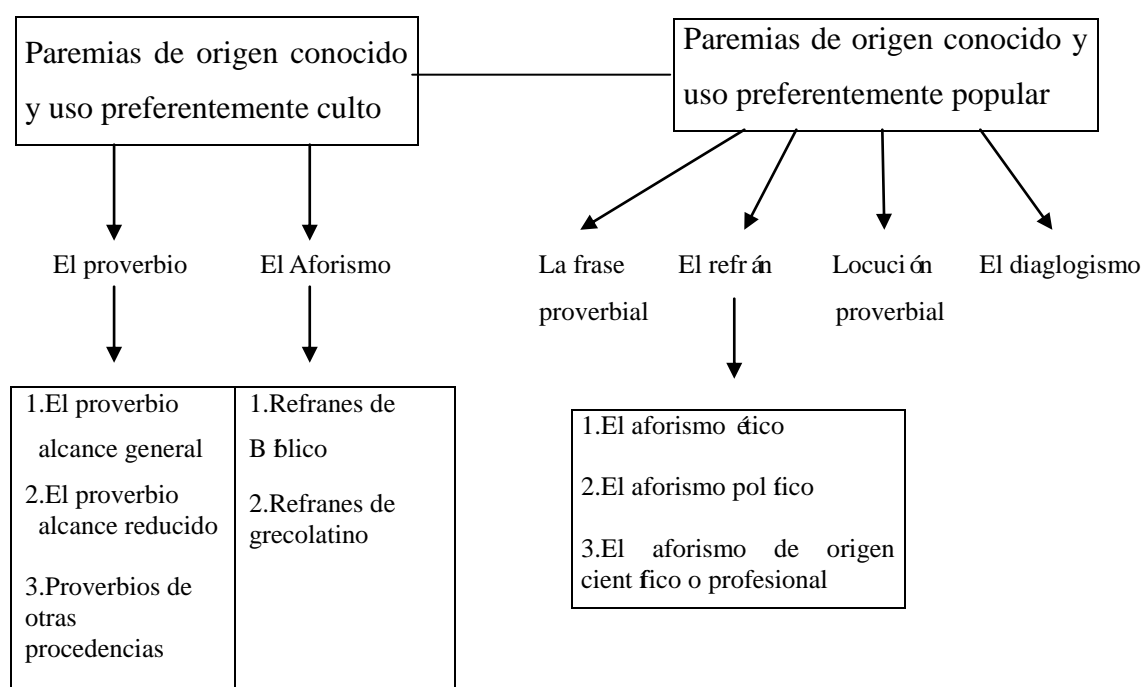 Paremias de origen conocido
y uso preferentemente culto
Paremias de origen conocido y
uso preferentemente popular
El proverbio
El Aforismo
La frase
proverbial
El refrán
Locución
proverbial
El diaglogismo
1.El proverbio
alcance general
2.El proverbio
alcance reducido
3.Proverbios de
otras
procedencias
1.Refranes de
Bíblico
2.Refranes de
grecolatino
1.El aforismo ético
2.El aforismo político
3.El aforismo de origen
científico o profesional